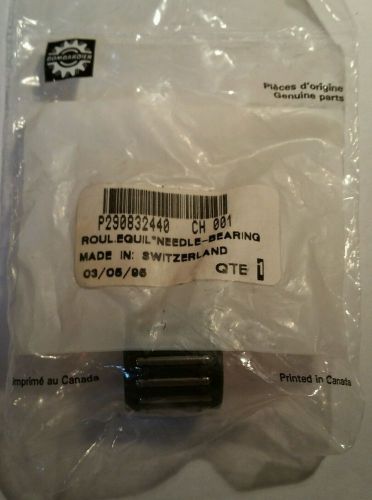 BOMBARDIER
Pièces d'origine
Genuine parts
P290832440 CH 001
ROUL.EQUIL"NEEDLE-BEARING
MADE IN: SWITZERLAND
03/05/95 QTE 1
Imprimé au Canada
Printed in Canada